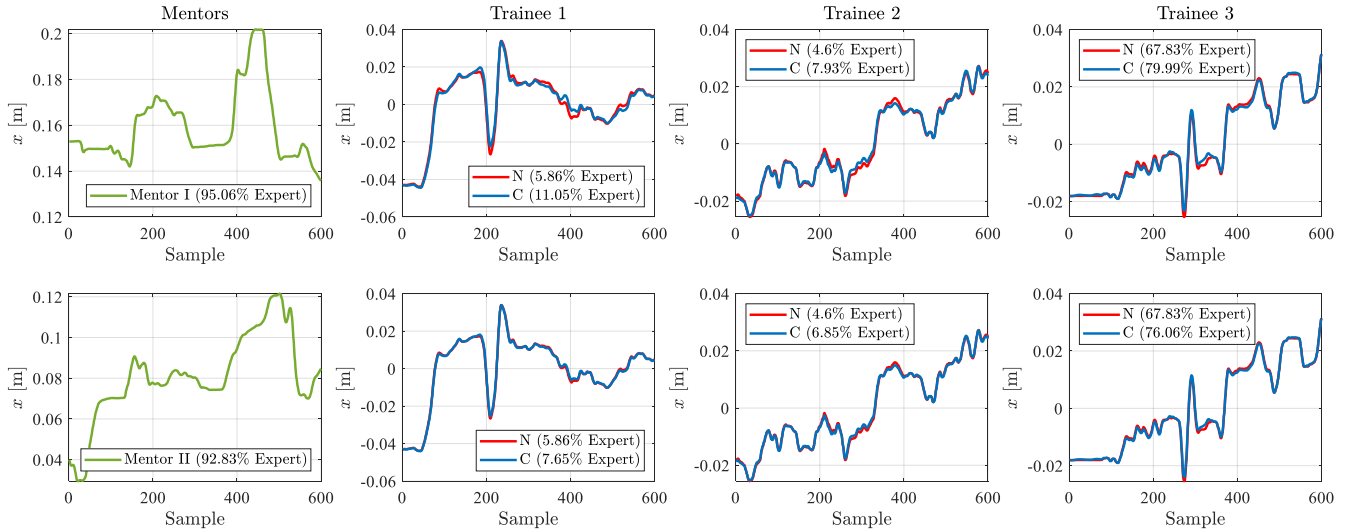 Mentors
0.2
0.18
0.16
0.14
0.12
x [m]
Mentor I (95.06% Expert)
0
200
400
600
Sample
Trainee 1
0.04
0.02
0
-0.02
-0.04
-0.06
x [m]
N (5.86% Expert)
C (11.05% Expert)
0
200
400
600
Sample
Trainee 2
0.04
0.02
0
-0.02
x [m]
N (4.6% Expert)
C (7.93% Expert)
0
200
400
600
Sample
Trainee 3
0.04
0.02
0
-0.02
x [m]
N (67.83% Expert)
C (79.99% Expert)
0
200
400
600
Sample
0.12
0.1
0.08
0.06
0.04
x [m]
Mentor II (92.83% Expert)
0
200
400
600
Sample
0.04
0.02
0
-0.02
-0.04
-0.06
x [m]
N (5.86% Expert)
C (7.65% Expert)
0
200
400
600
Sample
0.04
0.02
0
-0.02
x [m]
N (4.6% Expert)
C (6.85% Expert)
0
200
400
600
Sample
0.04
0.02
0
-0.02
x [m]
N (67.83% Expert)
C (76.06% Expert)
0
200
400
600
Sample